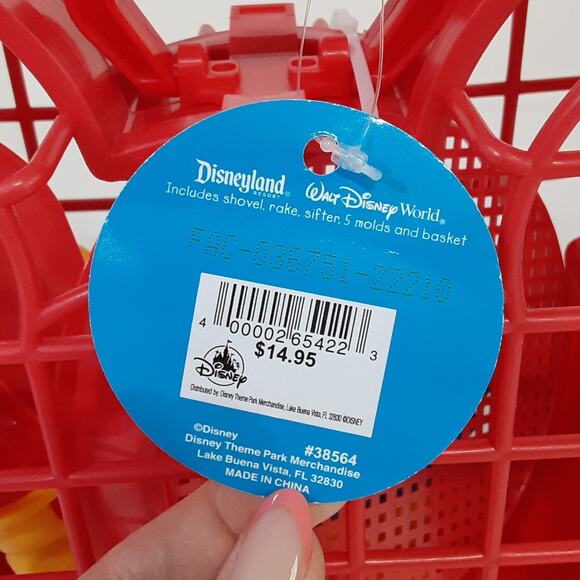 Disneyland RESORT® Walt Disney World®
Includes shovel, rake, sifter, 5 molds and basket
FAC-036751-22210
4 00002 65422 3
$14.95
Disney
Distributed by: Disney Theme Park Merchandise, Lake Buena Vista, FL 32830 ©DISNEY
©Disney #38564
Disney Theme Park Merchandise
Lake Buena Vista, FL 32830
MADE IN CHINA